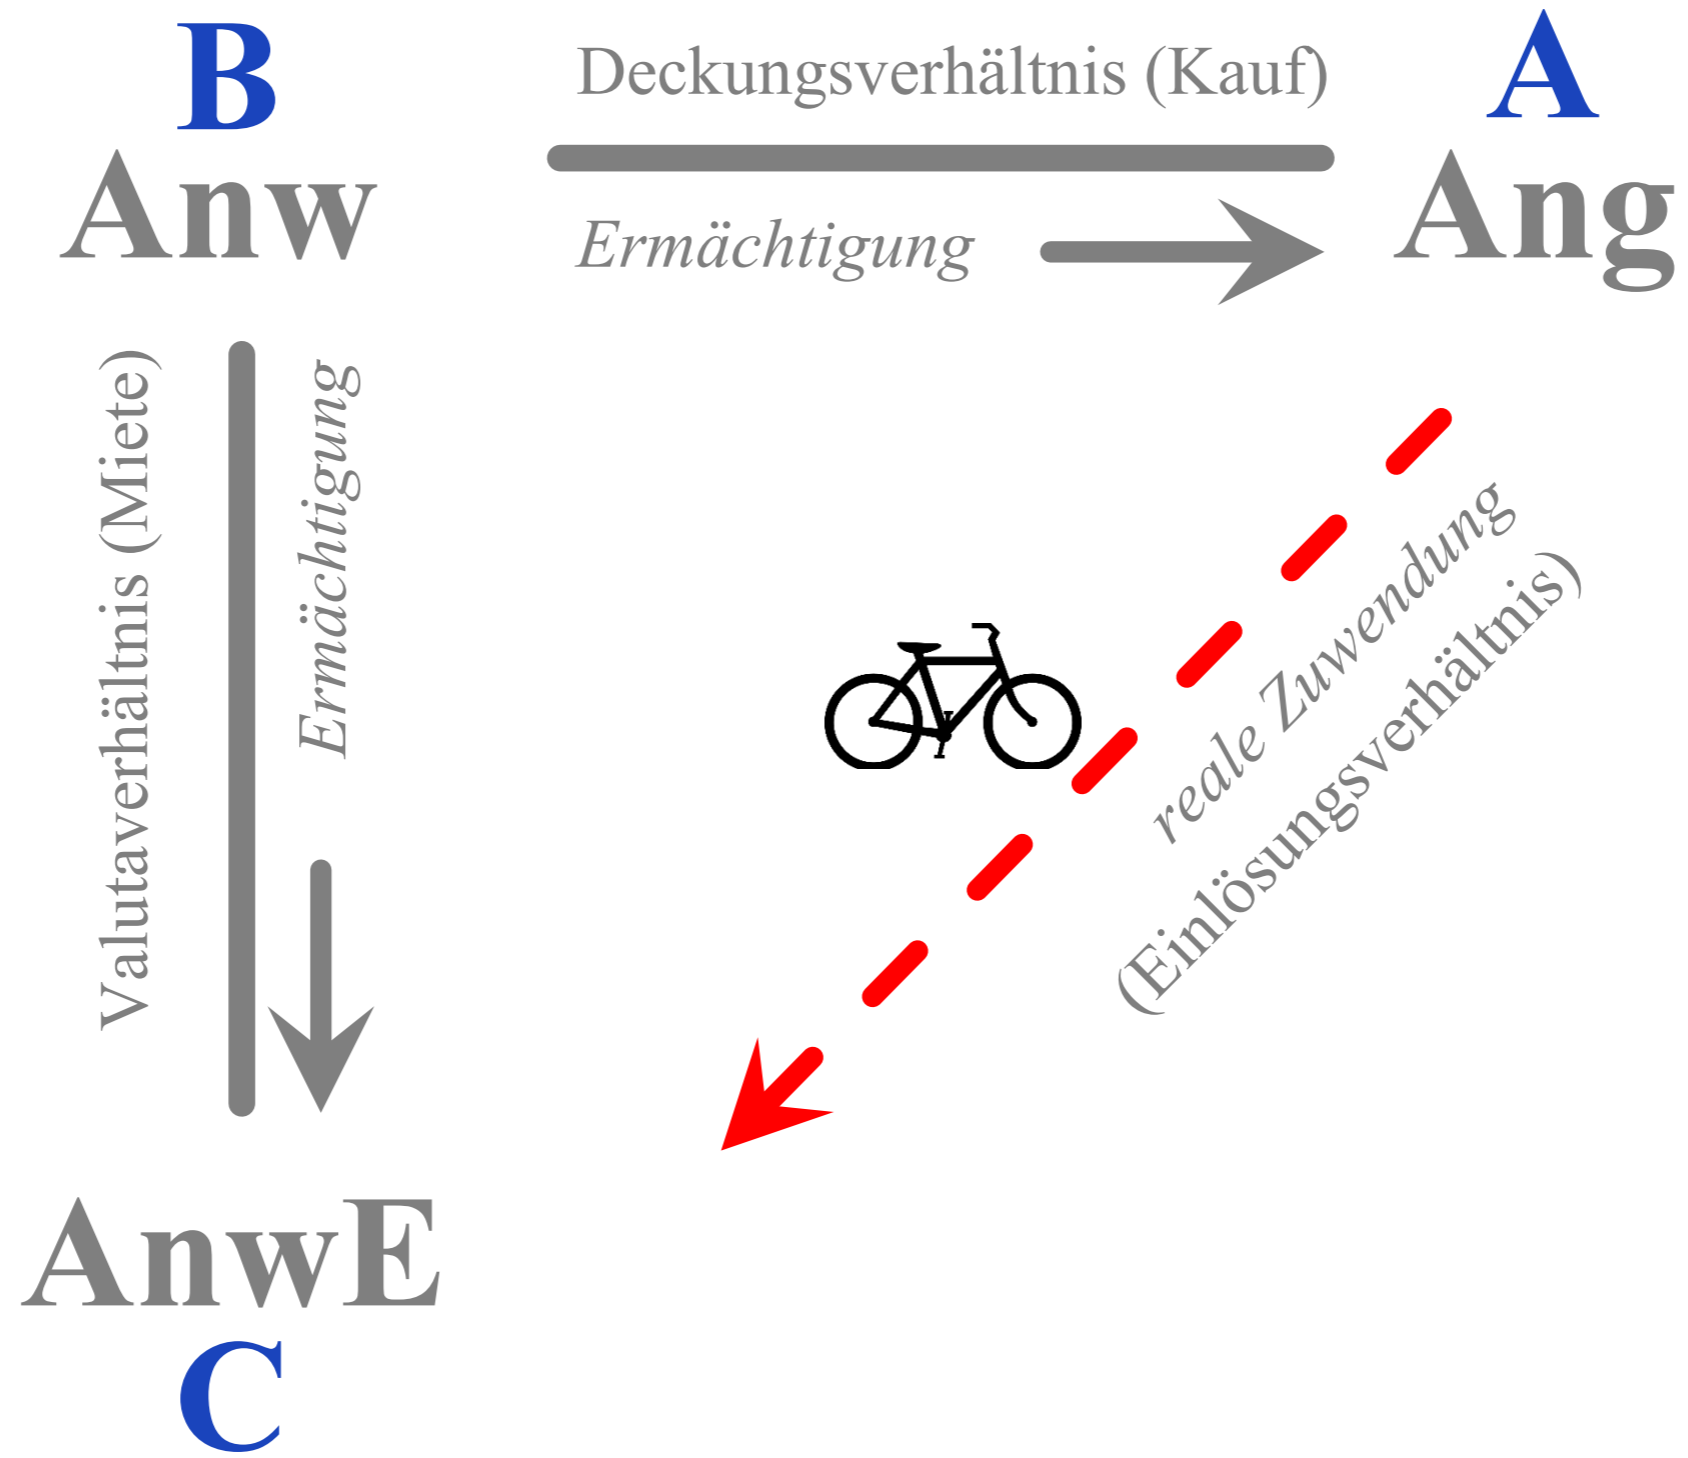 B
Anw
Deckungsverhältnis (Kauf)
Ermächtigung
A
Ang
Valutaverhältnis (Miete)
Ermächtigung
reale Zuwendung
(Einlösungsverhältnis)
AnwE
C